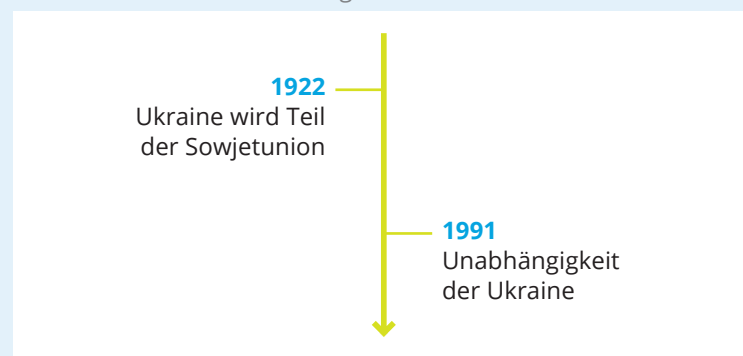 1922
Ukraine wird Teil
der Sowjetunion
1991
Unabhängigkeit
der Ukraine